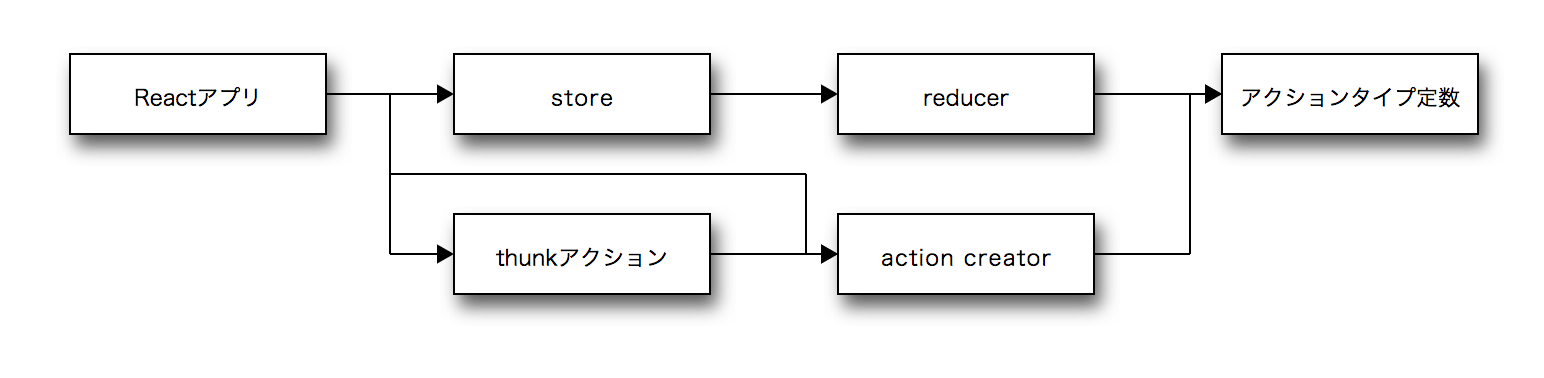 Reactアプリ
store
reducer
アクションタイプ定数
thunkアクション
action creator